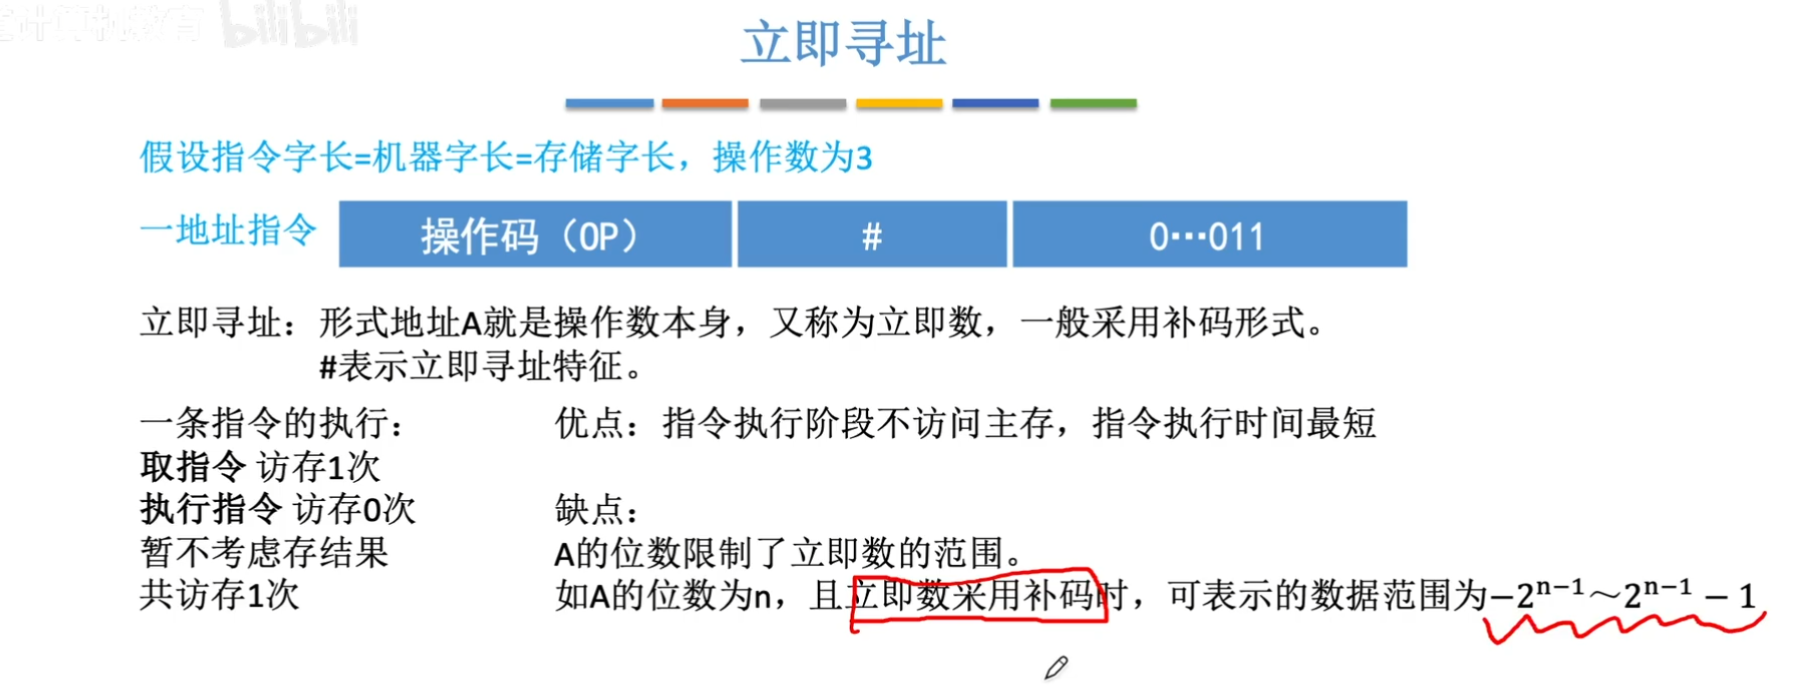 计算机教育 bilibili
立即寻址
假设指令字长=机器字长=存储字长，操作数为3
一地址指令 操作码（OP） # 0…011
立即寻址：形式地址A就是操作数本身，又称为立即数，一般采用补码形式。
#表示立即寻址特征。
一条指令的执行：
取指令 访存1次
执行指令 访存0次
暂不考虑存结果
共访存1次
优点：指令执行阶段不访问主存，指令执行时间最短
缺点：
A的位数限制了立即数的范围。
如A的位数为n，且立即数采用补码时，可表示的数据范围为−2ⁿ⁻¹～2ⁿ⁻¹ − 1